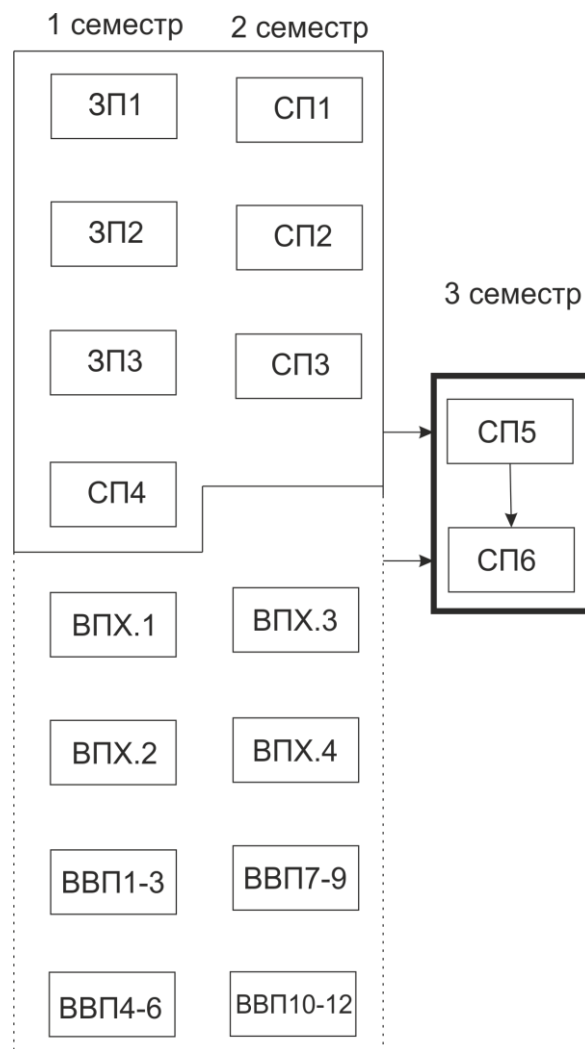 1 семестр 2 семестр
ЗП1 СП1
ЗП2 СП2
3 семестр
ЗП3 СП3
СП5
СП4
СП6
ВПХ.1 ВПХ.3
ВПХ.2 ВПХ.4
ВВП1-3 ВВП7-9
ВВП4-6 ВВП10-12